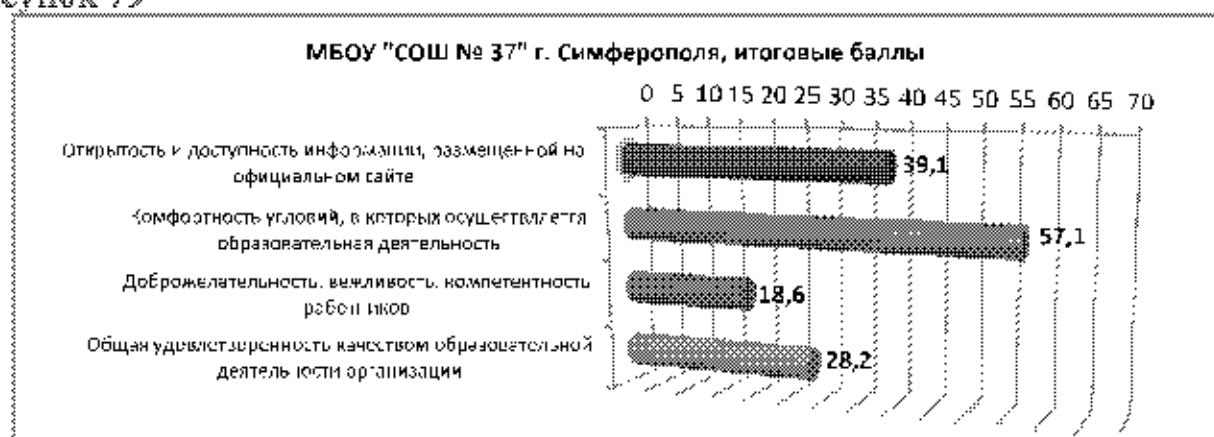 сунок 79
МБОУ "СОШ № 37" г. Симферополя, итоговые баллы
0 5 10 15 20 25 30 35 40 45 50 55 60 65 70
Открытость и доступность информации, размещенной на
официальном сайте
39,1
Комфортность условий, в которых осуществляется
образовательная деятельность
57,1
Доброжелательность, вежливость, компетентность
работников
18,6
Общая удовлетворенность качеством образовательной
деятельности организации
28,2